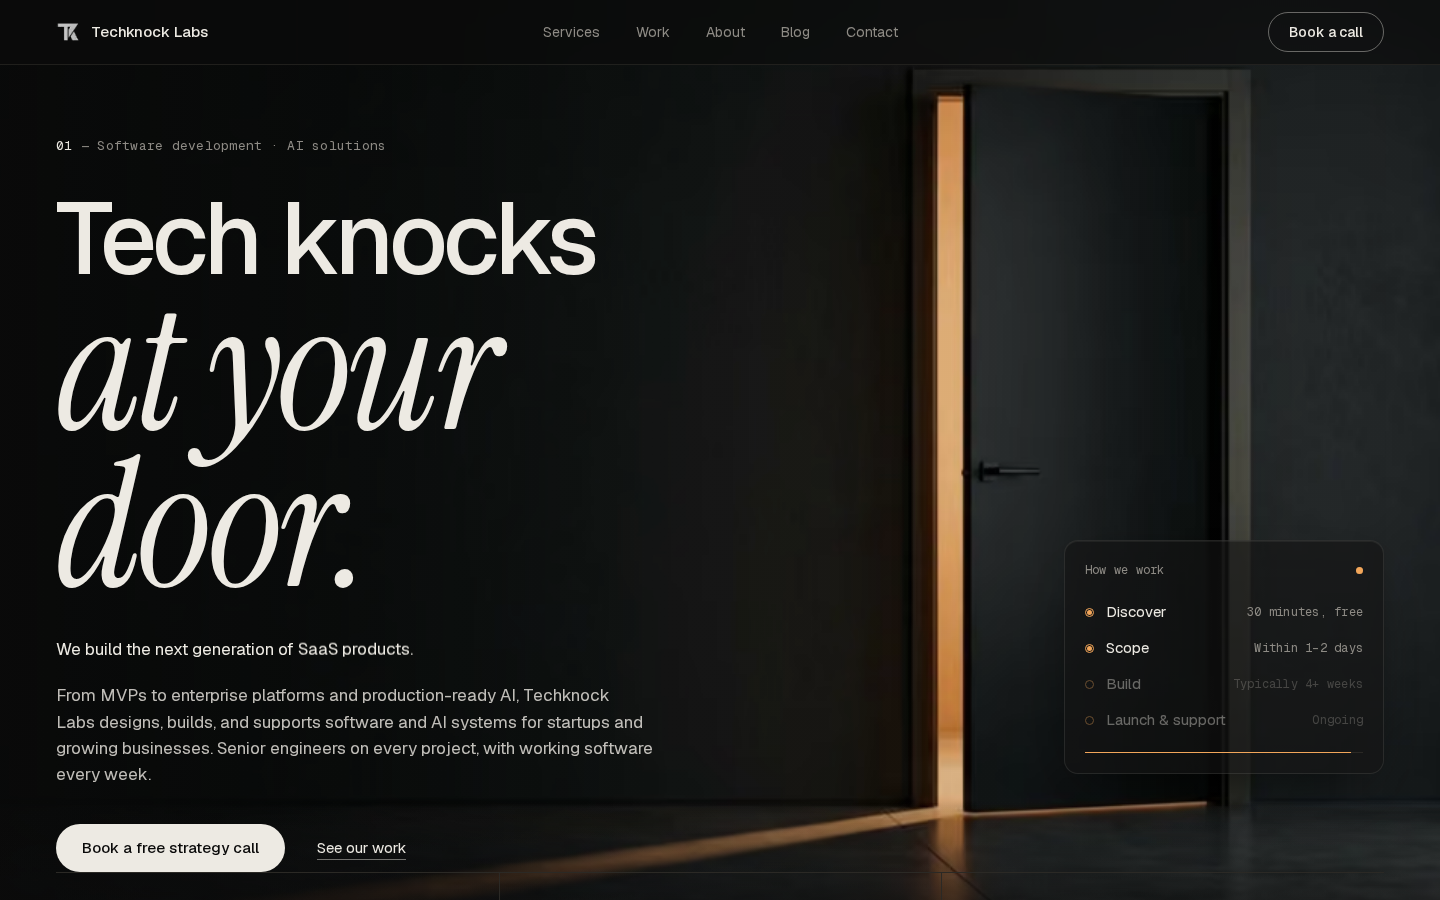 Techknock Labs
Services
Work
About
Blog
Contact
Book a call
01 — Software development · AI solutions
Tech knocks
at your
door.
We build the next generation of SaaS products.
From MVPs to enterprise platforms and production-ready AI, Techknock
Labs designs, builds, and supports software and AI systems for startups and
growing businesses. Senior engineers on every project, with working software
every week.
Book a free strategy call
See our work
How we work
Discover 30 minutes, free
Scope Within 1–2 days
Build Typically 4+ weeks
Launch & support Ongoing